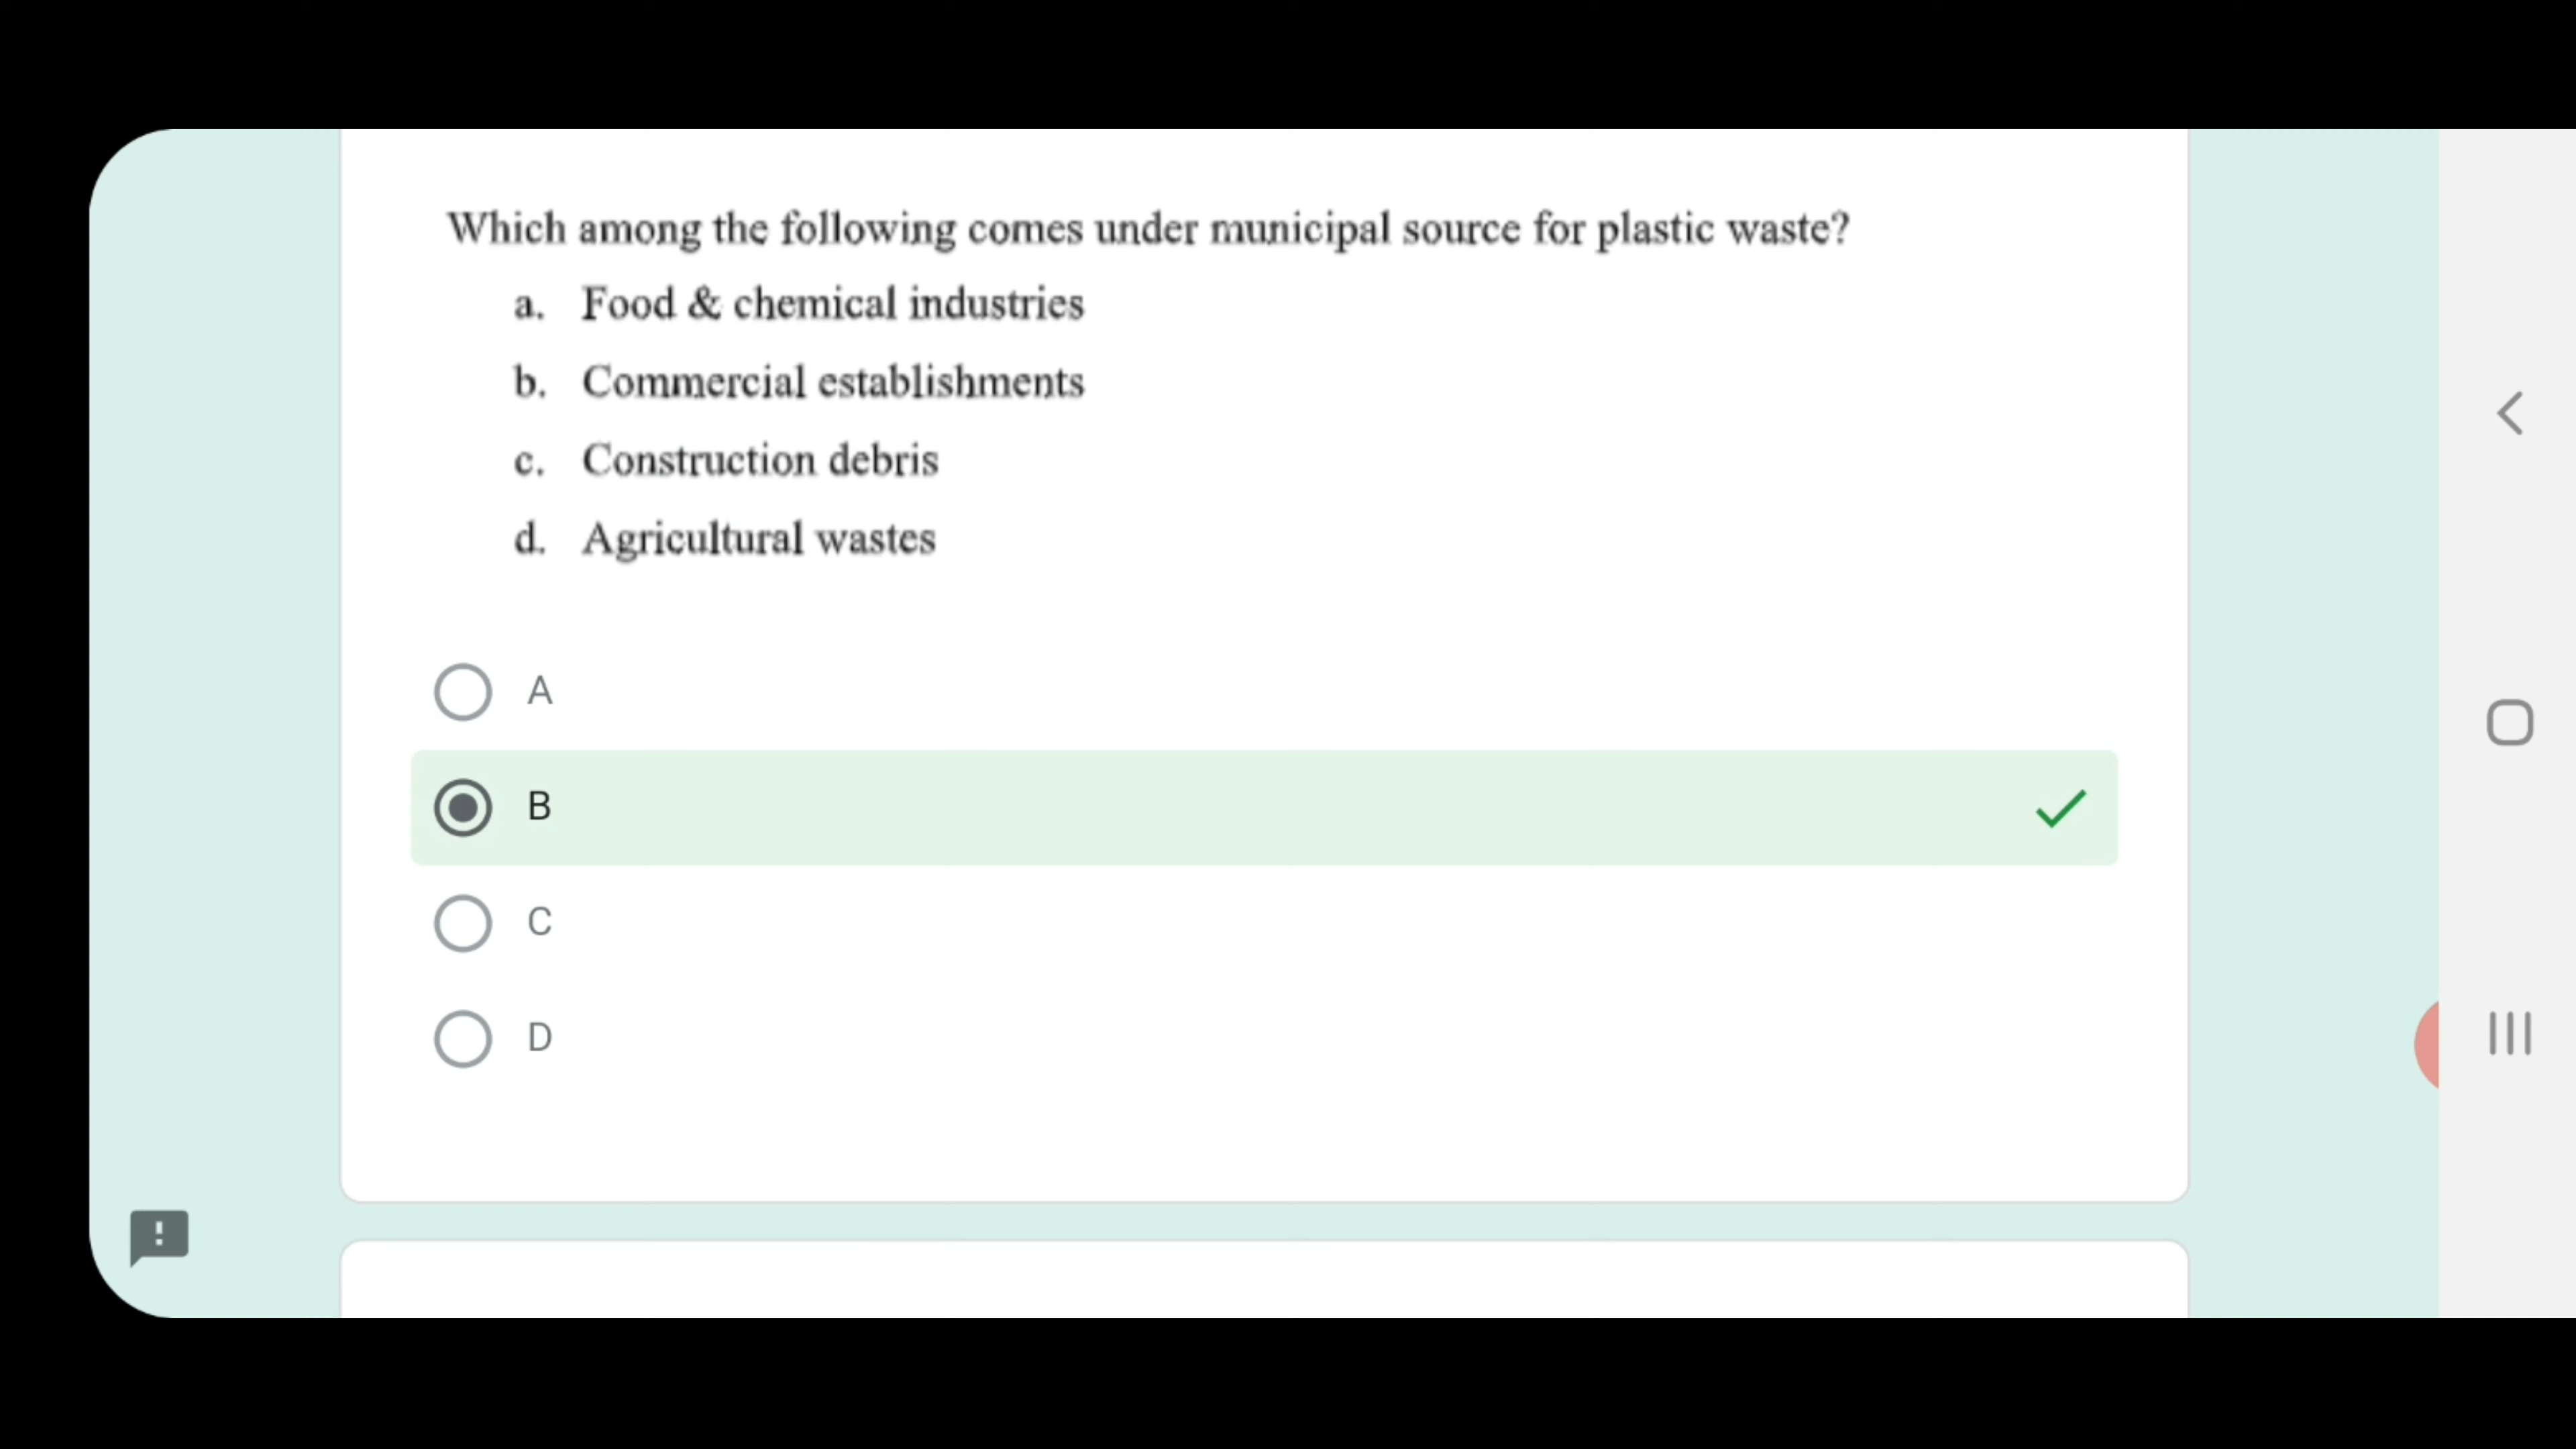 Which among the following comes under municipal source for plastic waste?
a. Food & chemical industries
b. Commercial establishments
c. Construction debris
d. Agricultural wastes
A
B
C
D